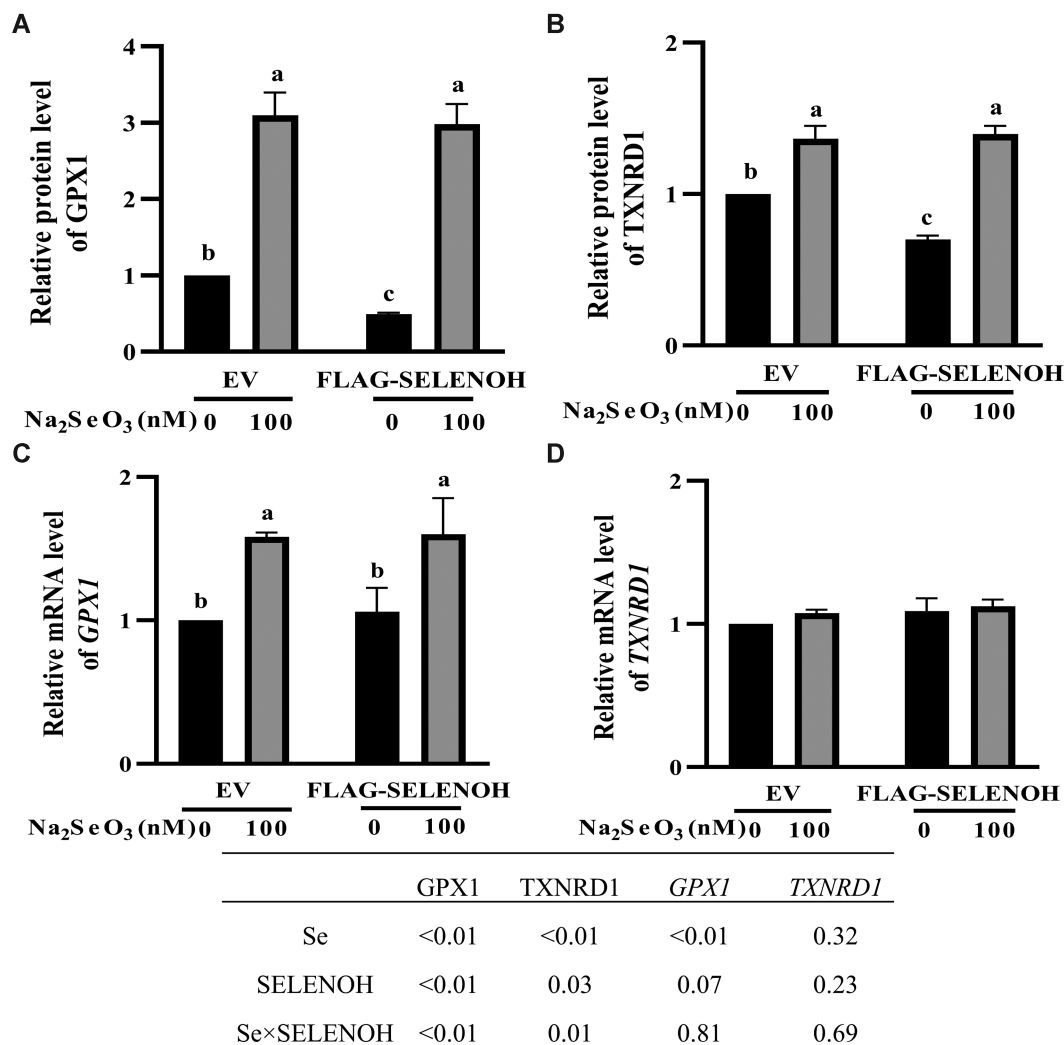 A
Relative protein level
of GPX1
4
3
2
1
0
b
a
c
a
EV
FLAG-SELENOH
Na₂SeO₃ (nM) 0 100 0 100
B
Relative protein level
of TXNRD1
2
1
0
b
a
c
a
EV
FLAG-SELENOH
Na₂SeO₃ (nM) 0 100 0 100
C
Relative mRNA level
of GPX1
2
1
0
b
a
b
a
EV
FLAG-SELENOH
Na₂SeO₃ (nM) 0 100 0 100
D
Relative mRNA level
of TXNRD1
2
1
0
EV
FLAG-SELENOH
Na₂SeO₃ (nM) 0 100 0 100
GPX1 TXNRD1 GPX1 TXNRD1
Se <0.01 <0.01 <0.01 0.32
SELENOH <0.01 0.03 0.07 0.23
Se×SELENOH <0.01 0.01 0.81 0.69